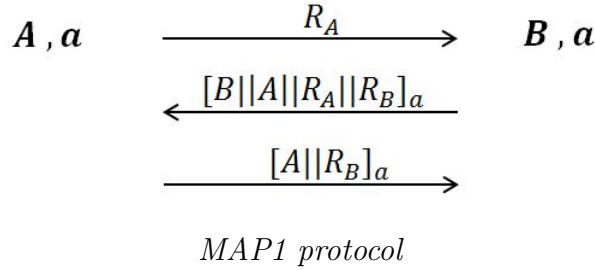 A , a R_A B , a
[B||A||R_A||R_B]_a
[A||R_B]_a
MAP1 protocol